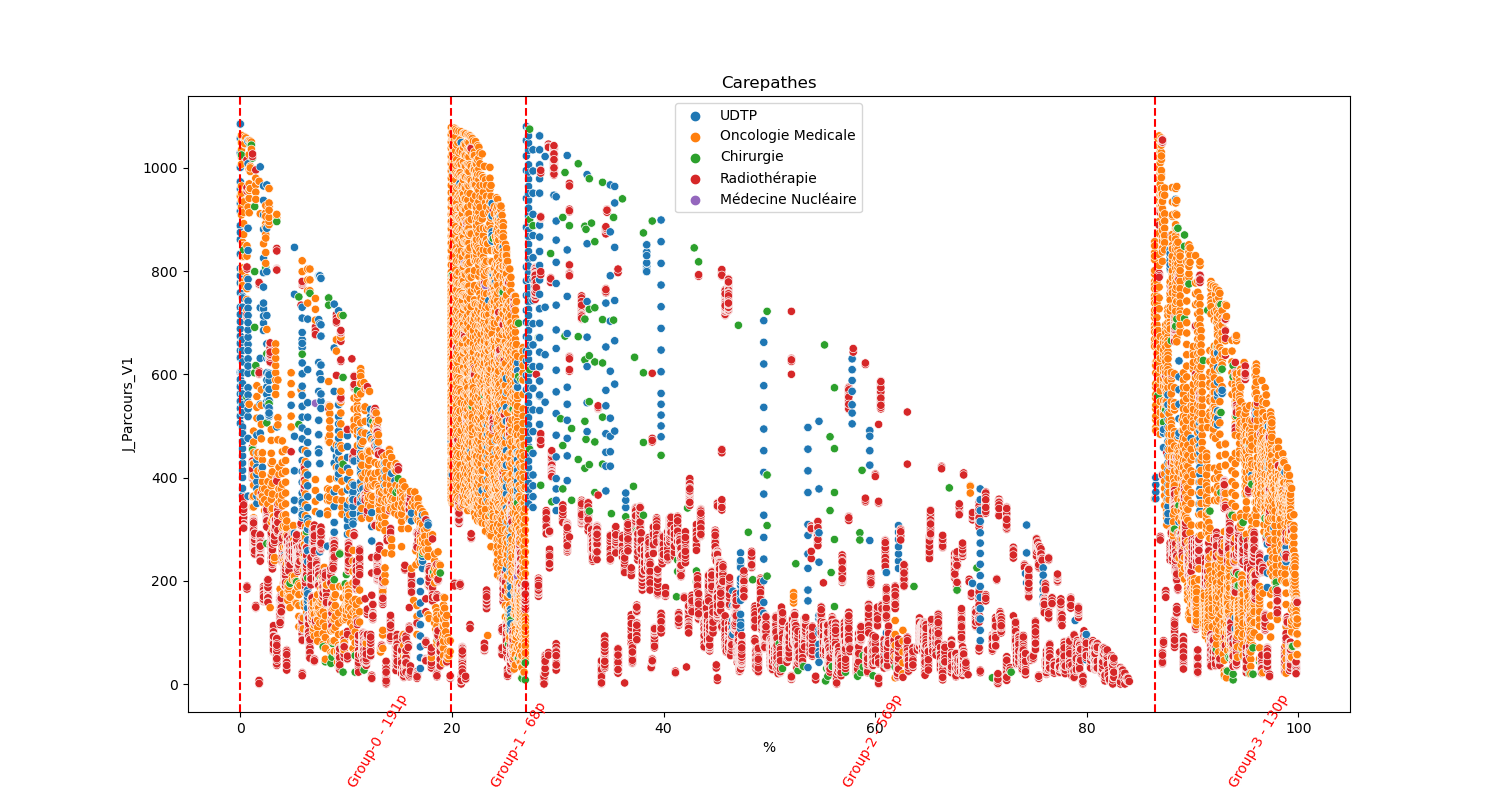 Carepathes
UDTP
Oncologie Medicale
Chirurgie
Radiothérapie
Médecine Nucléaire
J_Parcours_V1
1000
800
600
400
200
0
0
20
40
60
80
100
%
Group-0 - 191p
Group-1 - 68p
Group-2 - 569p
Group-3 - 130p